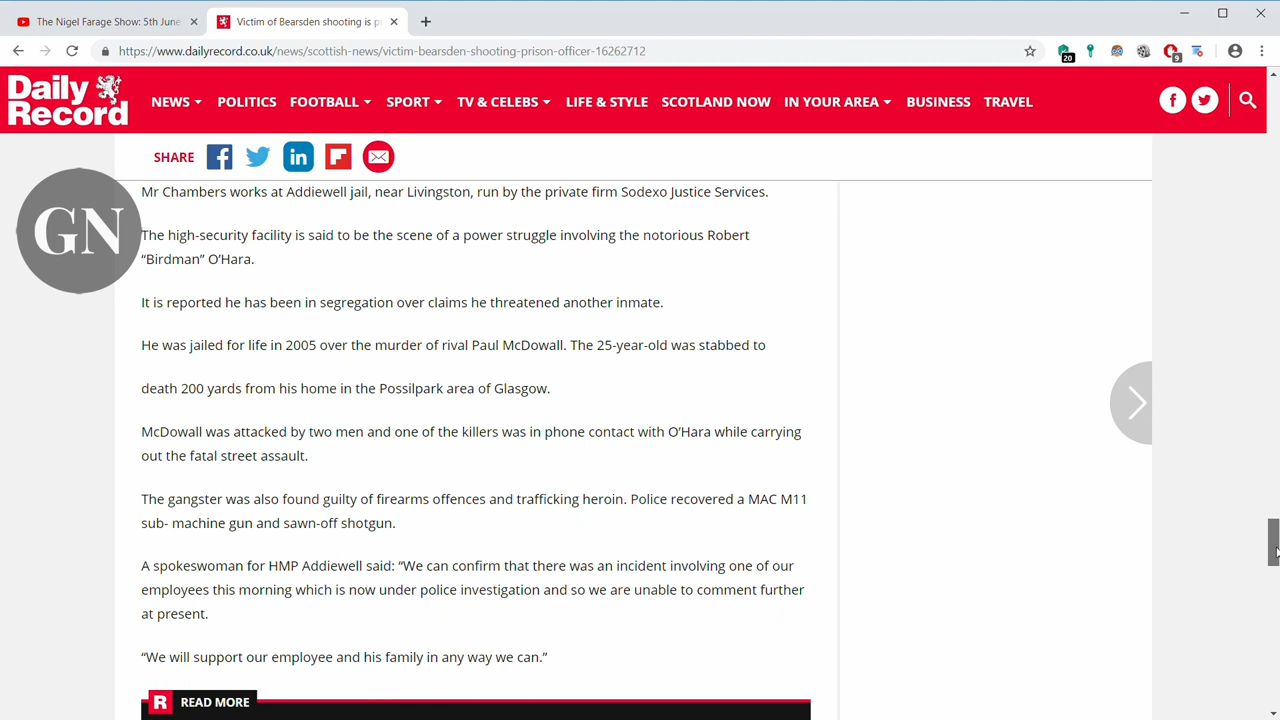 The Nigel Farage Show: 5th June
Victim of Bearsden shooting is pr
https://www.dailyrecord.co.uk/news/scottish-news/victim-bearsden-shooting-prison-officer-16262712
20
9
Daily
Record
NEWS POLITICS FOOTBALL SPORT TV & CELEBS LIFE & STYLE SCOTLAND NOW IN YOUR AREA BUSINESS TRAVEL
SHARE
GN
Mr Chambers works at Addiewell jail, near Livingston, run by the private firm Sodexo Justice Services.
The high-security facility is said to be the scene of a power struggle involving the notorious Robert
“Birdman” O’Hara.
It is reported he has been in segregation over claims he threatened another inmate.
He was jailed for life in 2005 over the murder of rival Paul McDowall. The 25-year-old was stabbed to
death 200 yards from his home in the Possilpark area of Glasgow.
McDowall was attacked by two men and one of the killers was in phone contact with O’Hara while carrying
out the fatal street assault.
The gangster was also found guilty of firearms offences and trafficking heroin. Police recovered a MAC M11
sub- machine gun and sawn-off shotgun.
A spokeswoman for HMP Addiewell said: “We can confirm that there was an incident involving one of our
employees this morning which is now under police investigation and so we are unable to comment further
at present.
“We will support our employee and his family in any way we can.”
R READ MORE